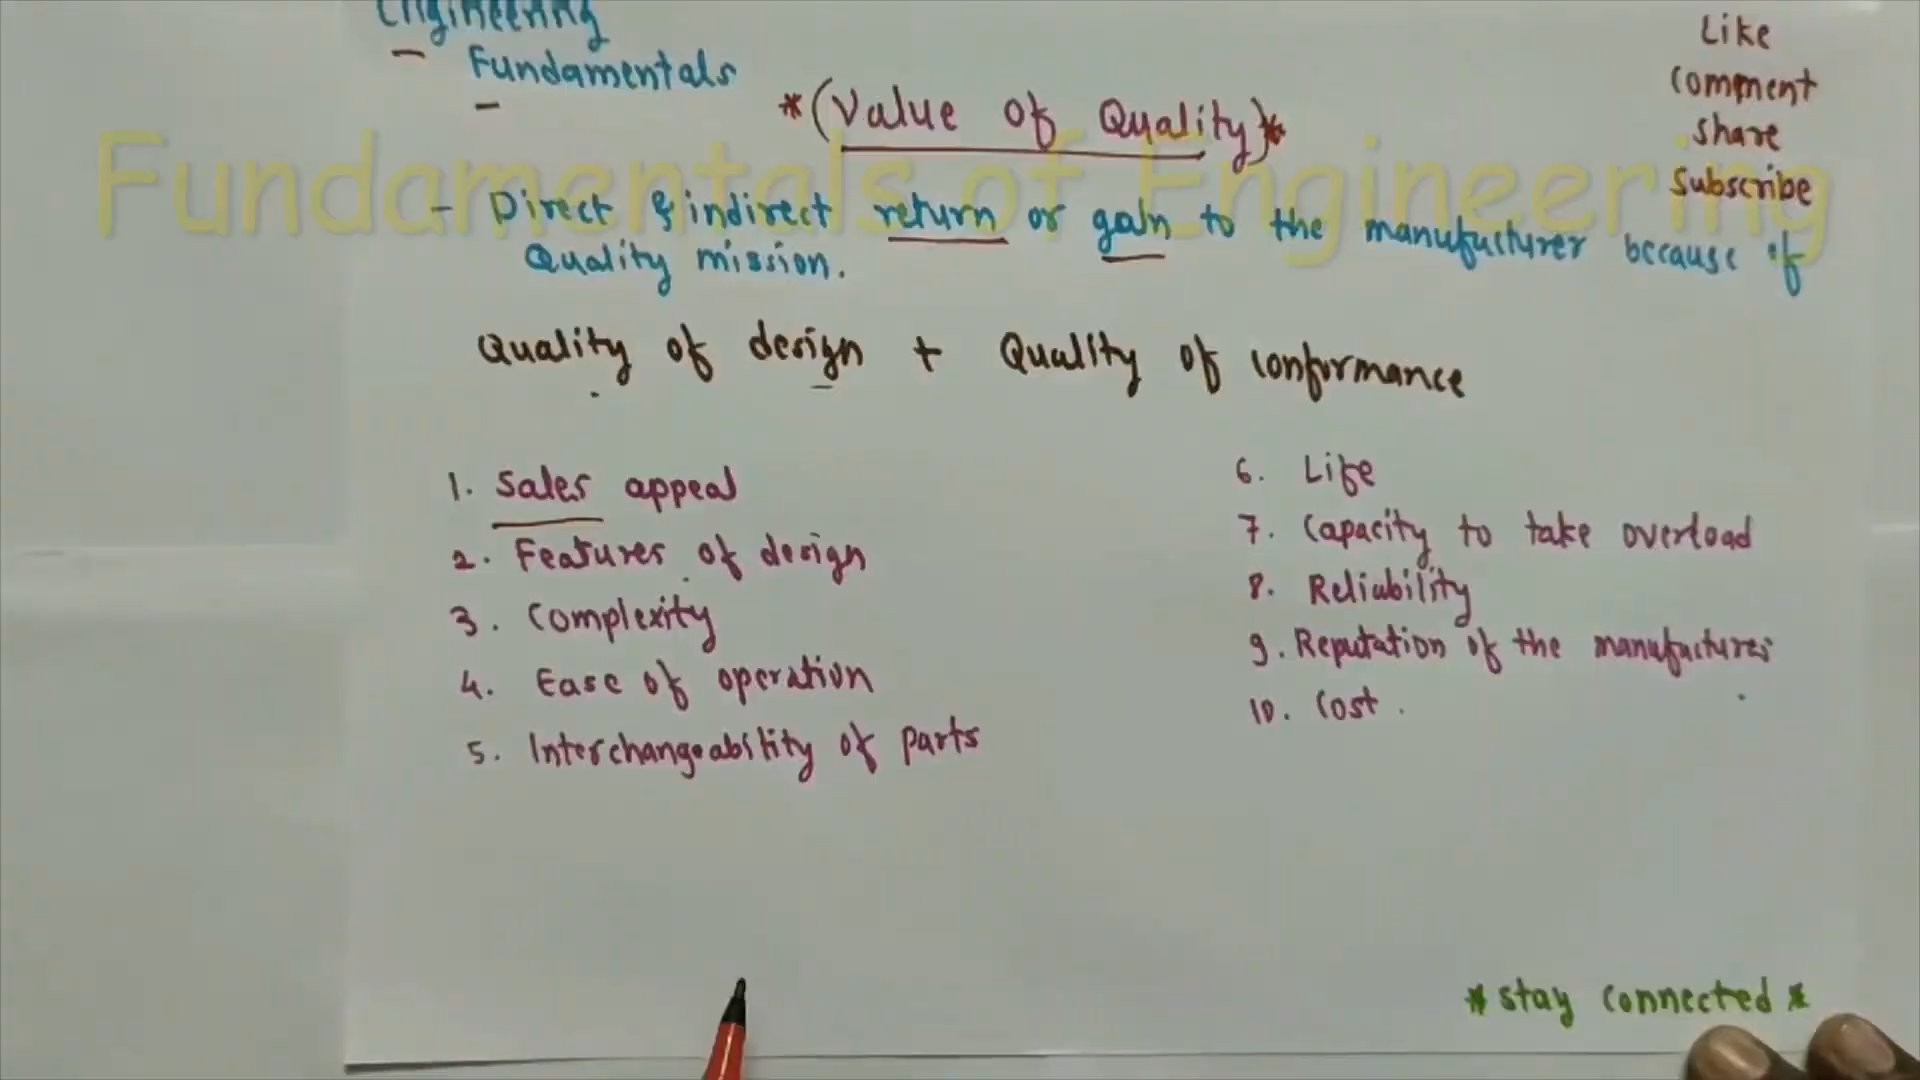 Engineering
Fundamentals
*(Value of Quality)*
Like
comment
share
Subscribe
Fundamentals of Engineering
- Direct & indirect return or gain to the manufacturer because of
Quality mission.
Quality of design + Quality of conformance
1. Sales appeal
2. Features of design
3. Complexity
4. Ease of operation
5. Interchangeability of parts
6. Life
7. Capacity to take overload
8. Reliability
9. Reputation of the manufacturer
10. Cost.
*stay connected*